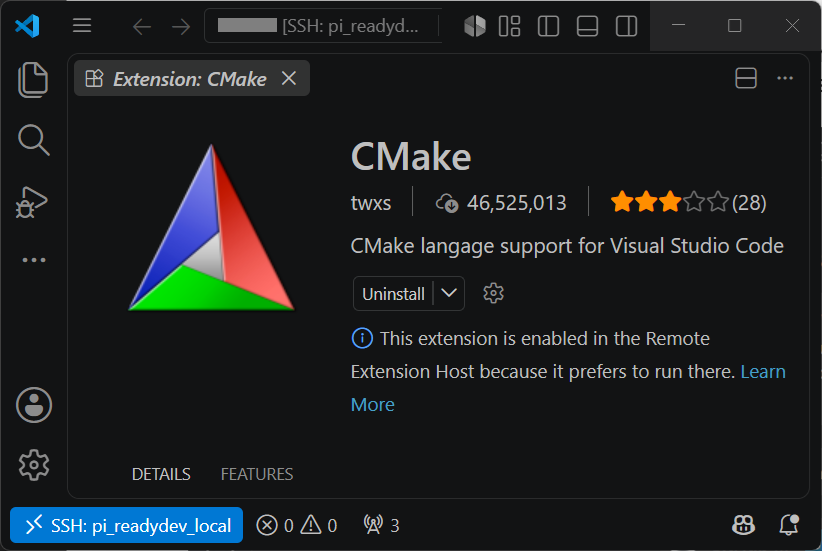 [SSH: pi_readyd...
Extension: CMake
CMake
twxs 46,525,013 (28)
CMake langage support for Visual Studio Code
Uninstall
This extension is enabled in the Remote
Extension Host because it prefers to run there. Learn
More
DETAILS FEATURES
SSH: pi_readydev_local 0 0 3